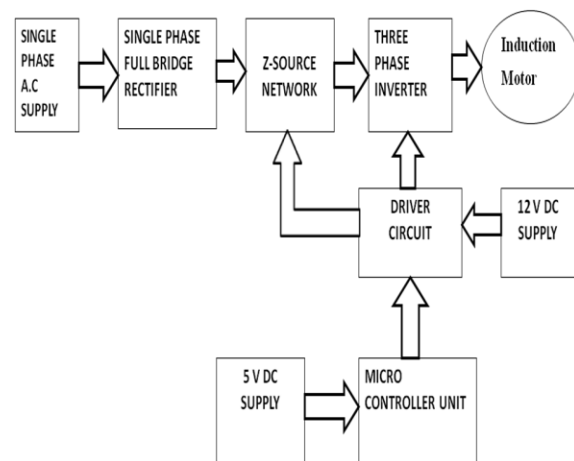 SINGLE
PHASE
A.C
SUPPLY
SINGLE PHASE
FULL BRIDGE
RECTIFIER
Z-SOURCE
NETWORK
THREE
PHASE
INVERTER
Induction
Motor
DRIVER
CIRCUIT
12 V DC
SUPPLY
5 V DC
SUPPLY
MICRO
CONTROLLER UNIT